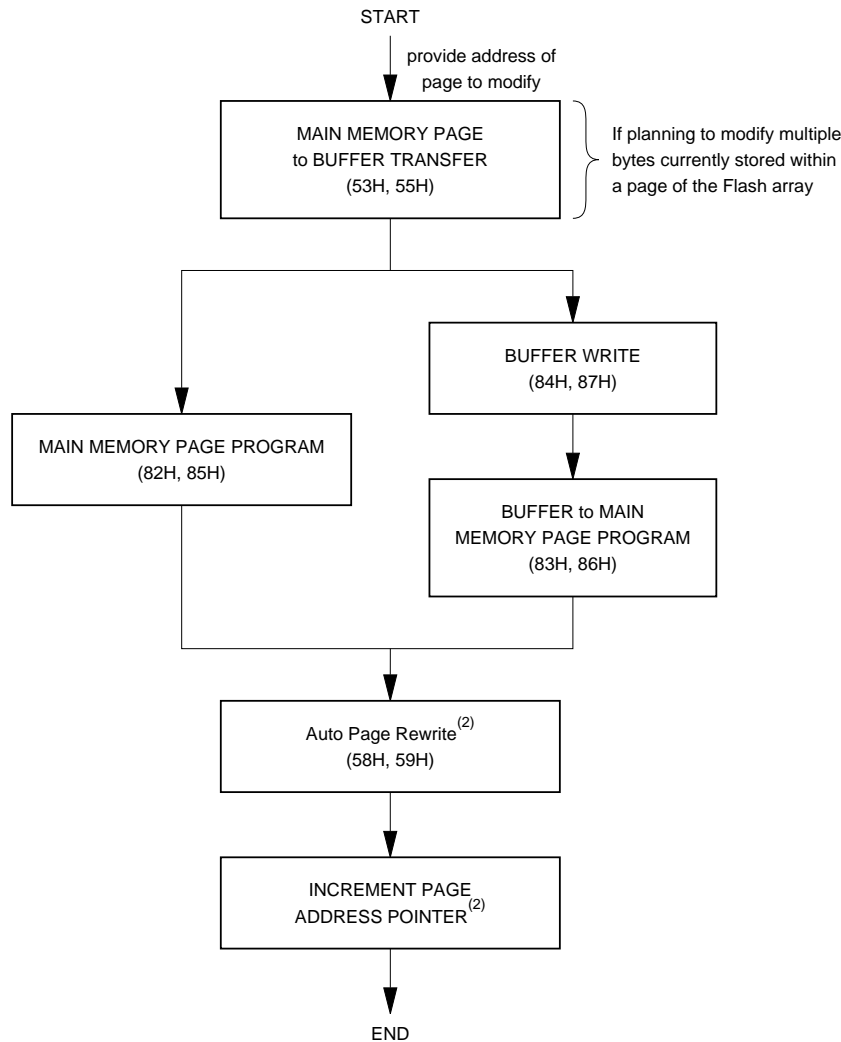 START
provide address of
page to modify
MAIN MEMORY PAGE
to BUFFER TRANSFER
(53H, 55H)
If planning to modify multiple
bytes currently stored within
a page of the Flash array
BUFFER WRITE
(84H, 87H)
MAIN MEMORY PAGE PROGRAM
(82H, 85H)
BUFFER to MAIN
MEMORY PAGE PROGRAM
(83H, 86H)
Auto Page Rewrite(2)
(58H, 59H)
INCREMENT PAGE
ADDRESS POINTER(2)
END